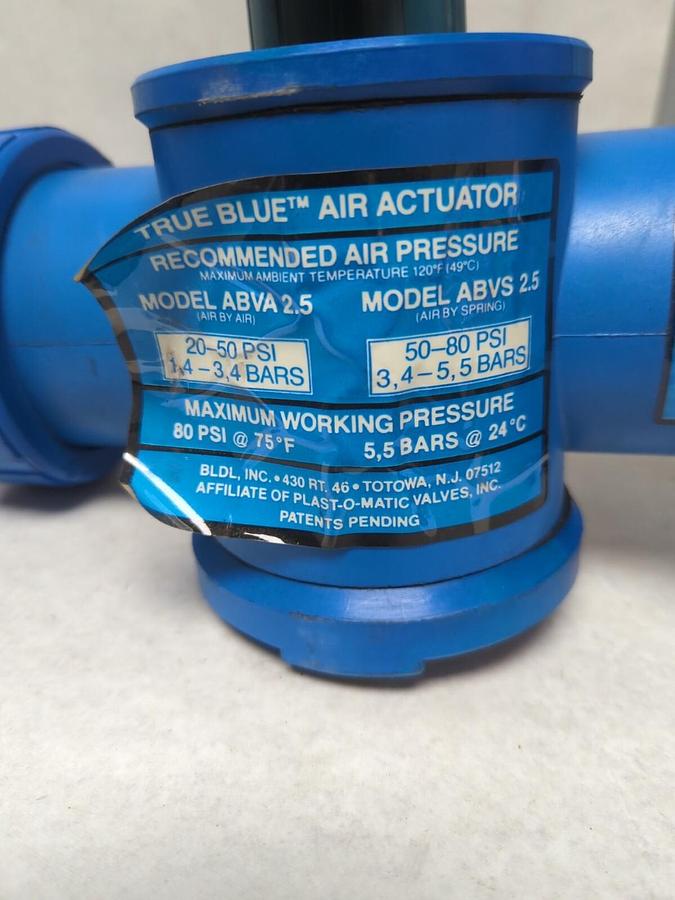 TRUE BLUE™ AIR ACTUATOR
RECOMMENDED AIR PRESSURE
MAXIMUM AMBIENT TEMPERATURE 120°F (49°C)
MODEL ABVA 2.5 MODEL ABVS 2.5
(AIR BY AIR) (AIR BY SPRING)
20–50 PSI 50–80 PSI
1,4–3,4 BARS 3,4–5,5 BARS
MAXIMUM WORKING PRESSURE
80 PSI @ 75°F 5,5 BARS @ 24°C
BLDL, INC. • 430 RT. 46 • TOTOWA, N.J. 07512
AFFILIATE OF PLAST-O-MATIC VALVES, INC.
PATENTS PENDING